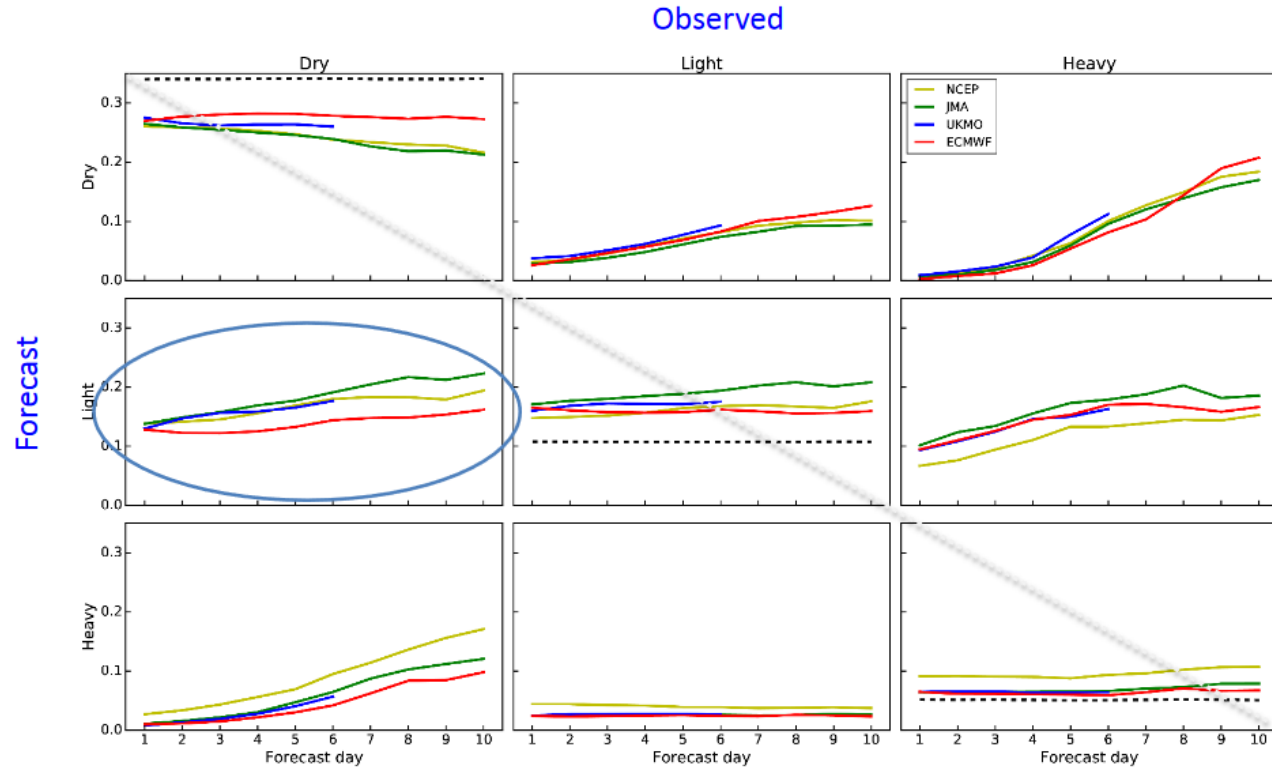 Observed
Dry
Light
Heavy
Forecast
Dry
0.3
0.2
0.1
0.0
NCEP
JMA
UKMO
ECMWF
Light
0.3
0.2
0.1
0.0
Heavy
0.3
0.2
0.1
0.0
1 2 3 4 5 6 7 8 9 10
Forecast day
1 2 3 4 5 6 7 8 9 10
Forecast day
1 2 3 4 5 6 7 8 9 10
Forecast day